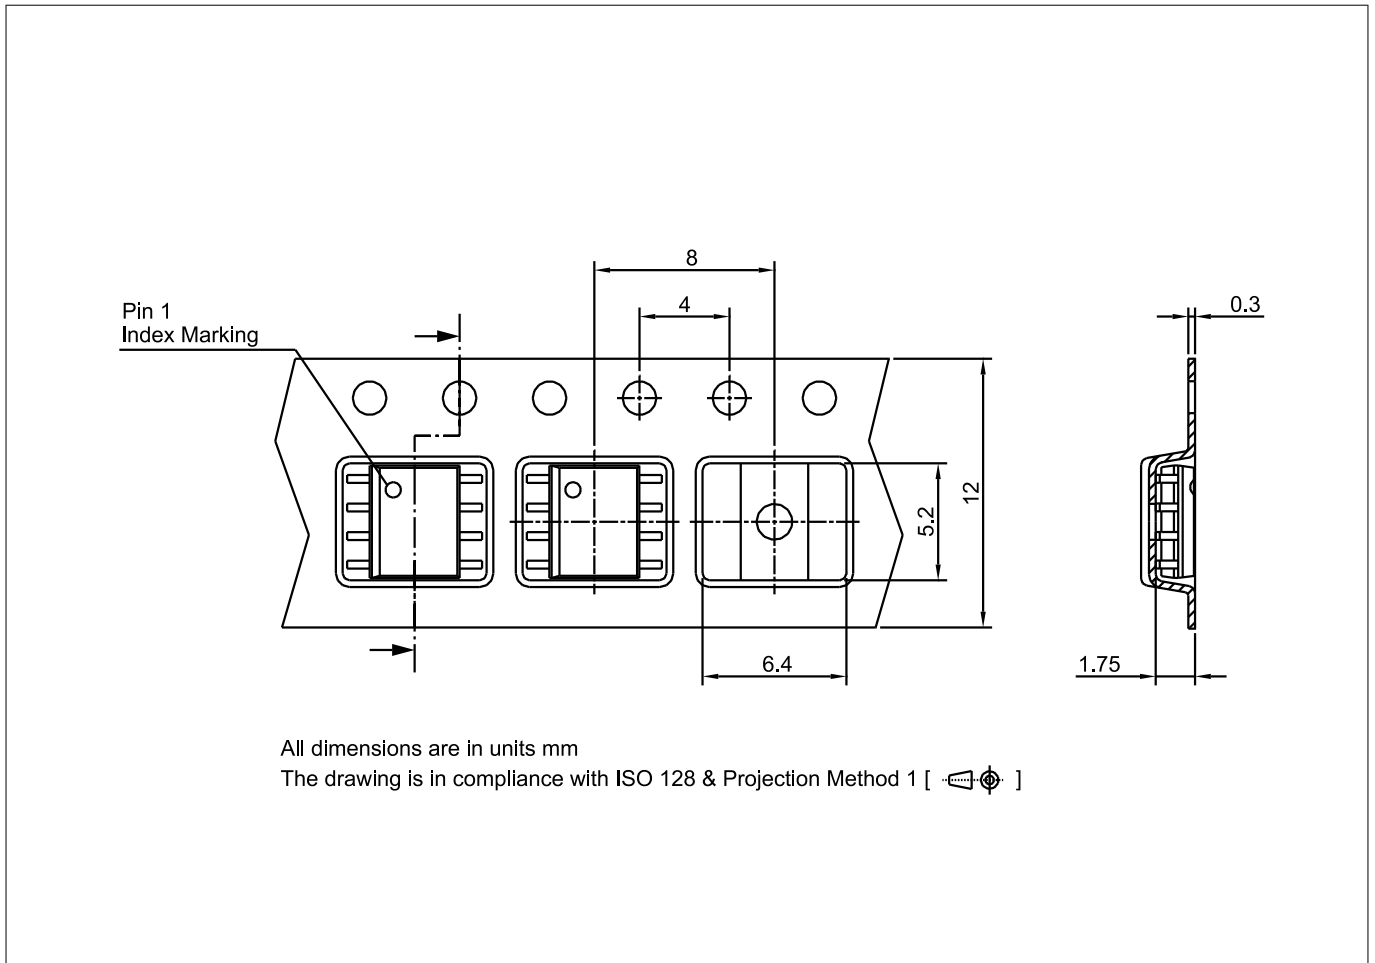 8
4
0.3
Pin 1
Index Marking
5.2
12
6.4
1.75
All dimensions are in units mm
The drawing is in compliance with ISO 128 & Projection Method 1 [ ]